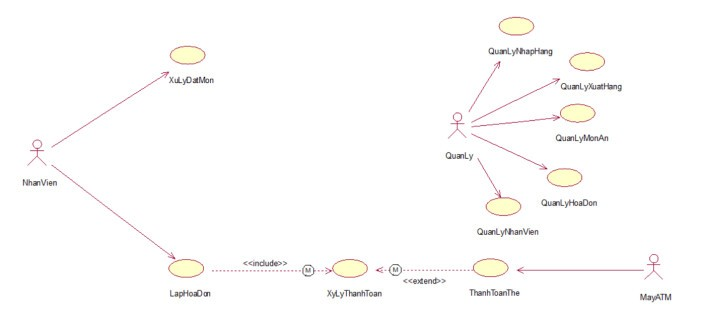 QuanLyNhapHang
XuLyDatMon
QuanLyXuatHang
QuanLyMonAn
QuanLy
NhanVien
QuanLyHoaDon
QuanLyNhanVien
<<include>>
M
M
<<extend>>
LapHoaDon
XyLyThanhToan
ThanhToanThe
MayATM